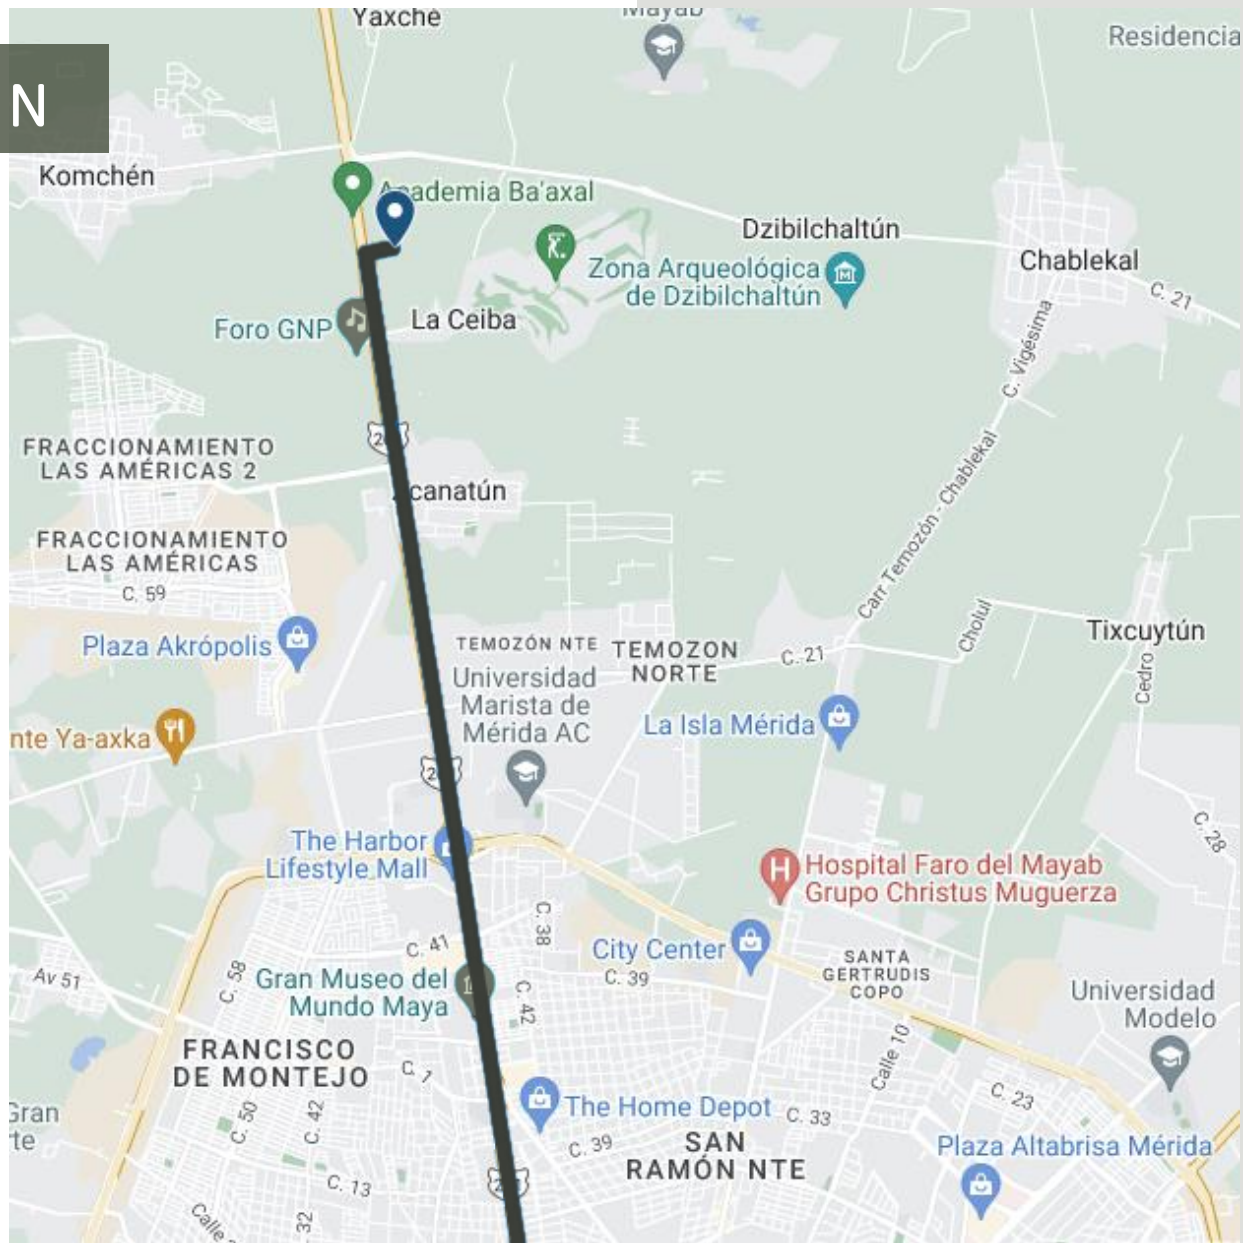 Yaxché
Mayab
Residencia
N
Komchén
Academia Ba'axal
Dzibilchaltún
Zona Arqueológica
de Dzibilchaltún
Chablekal
C. 21
Foro GNP
La Ceiba
C. Vigésima
FRACCIONAMIENTO
LAS AMÉRICAS 2
canatún
Carr Temozón - Chablekal
FRACCIONAMIENTO
LAS AMÉRICAS
C. 59
Plaza Akrópolis
TEMOZÓN NTE
TEMOZON
NORTE
C. 21
Cholul
Tixcuytún
Cedro
Universidad
Marista de
Mérida AC
La Isla Mérida
nte Ya-axka
The Harbor
Lifestyle Mall
C. 28
Hospital Faro del Mayab
Grupo Christus Muguerza
C. 38
C. 41
City Center
C. 39
SANTA
GERTRUDIS
COPO
Av 51
C. 58
Gran Museo del
Mundo Maya
C. 42
Universidad
Modelo
FRANCISCO
DE MONTEJO
C. 1
Calle 10
C. 23
Gran
rte
C. 50
C. 42
The Home Depot
C. 33
C. 39
SAN
RAMÓN NTE
Plaza Altabrisa Mérida
C. 13
Calle
32